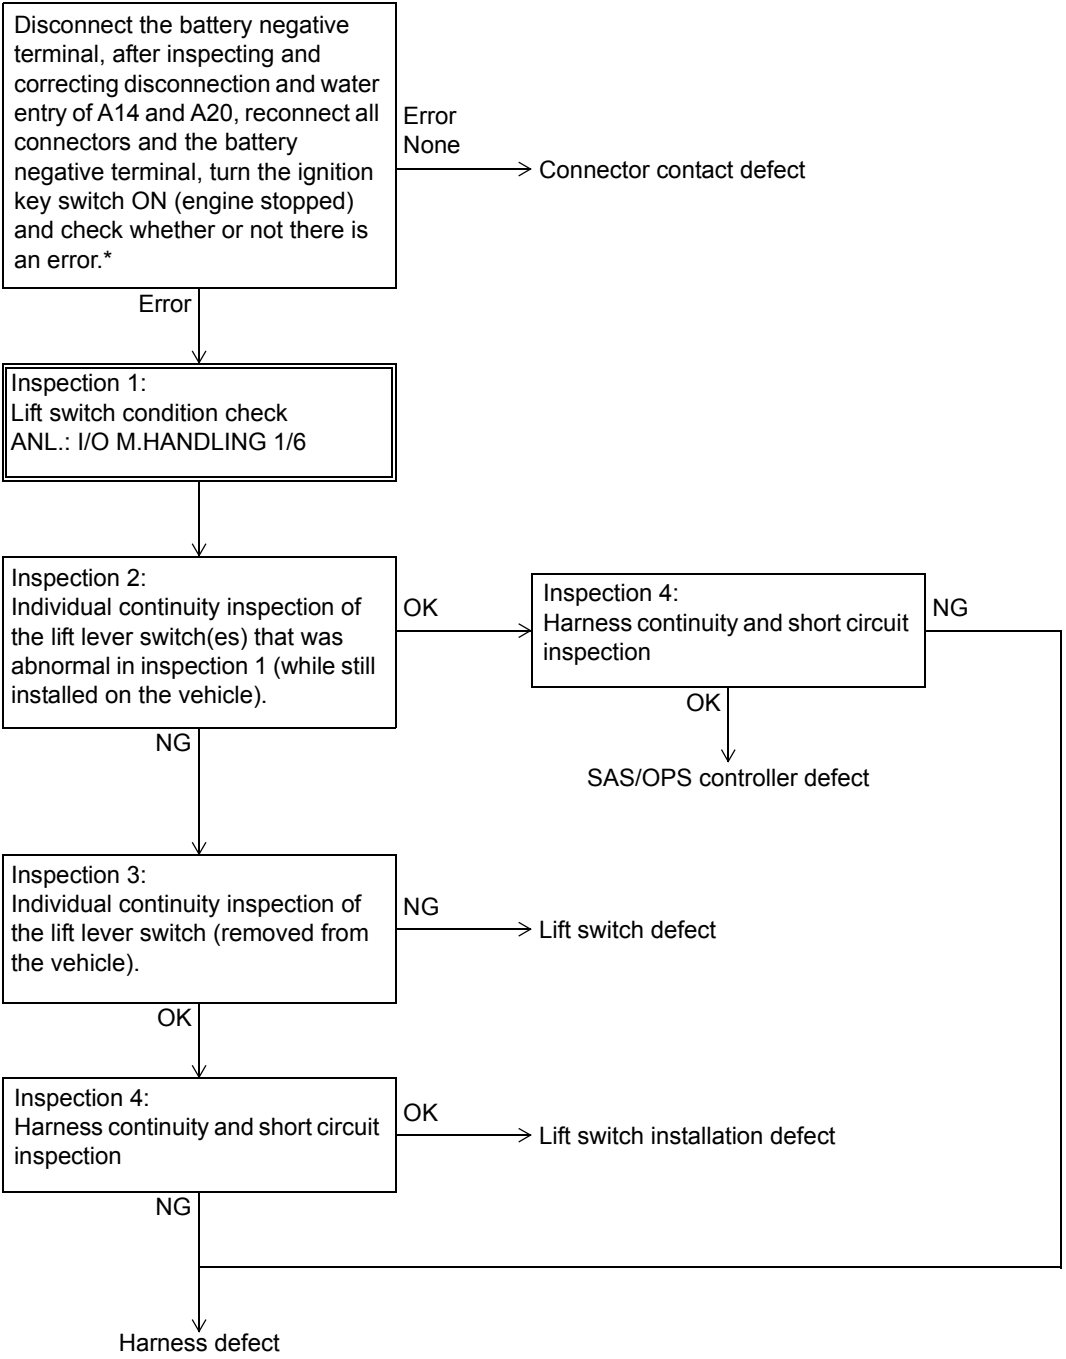 Disconnect the battery negative
terminal, after inspecting and
correcting disconnection and water
entry of A14 and A20, reconnect all
connectors and the battery
negative terminal, turn the ignition
key switch ON (engine stopped)
and check whether or not there is
an error.*
Error
None
Connector contact defect
Error
Inspection 1:
Lift switch condition check
ANL.: I/O M.HANDLING 1/6
Inspection 2:
Individual continuity inspection of
the lift lever switch(es) that was
abnormal in inspection 1 (while still
installed on the vehicle).
OK
Inspection 4:
Harness continuity and short circuit
inspection
NG
OK
SAS/OPS controller defect
NG
Inspection 3:
Individual continuity inspection of
the lift lever switch (removed from
the vehicle).
NG
Lift switch defect
OK
Inspection 4:
Harness continuity and short circuit
inspection
OK
Lift switch installation defect
NG
Harness defect